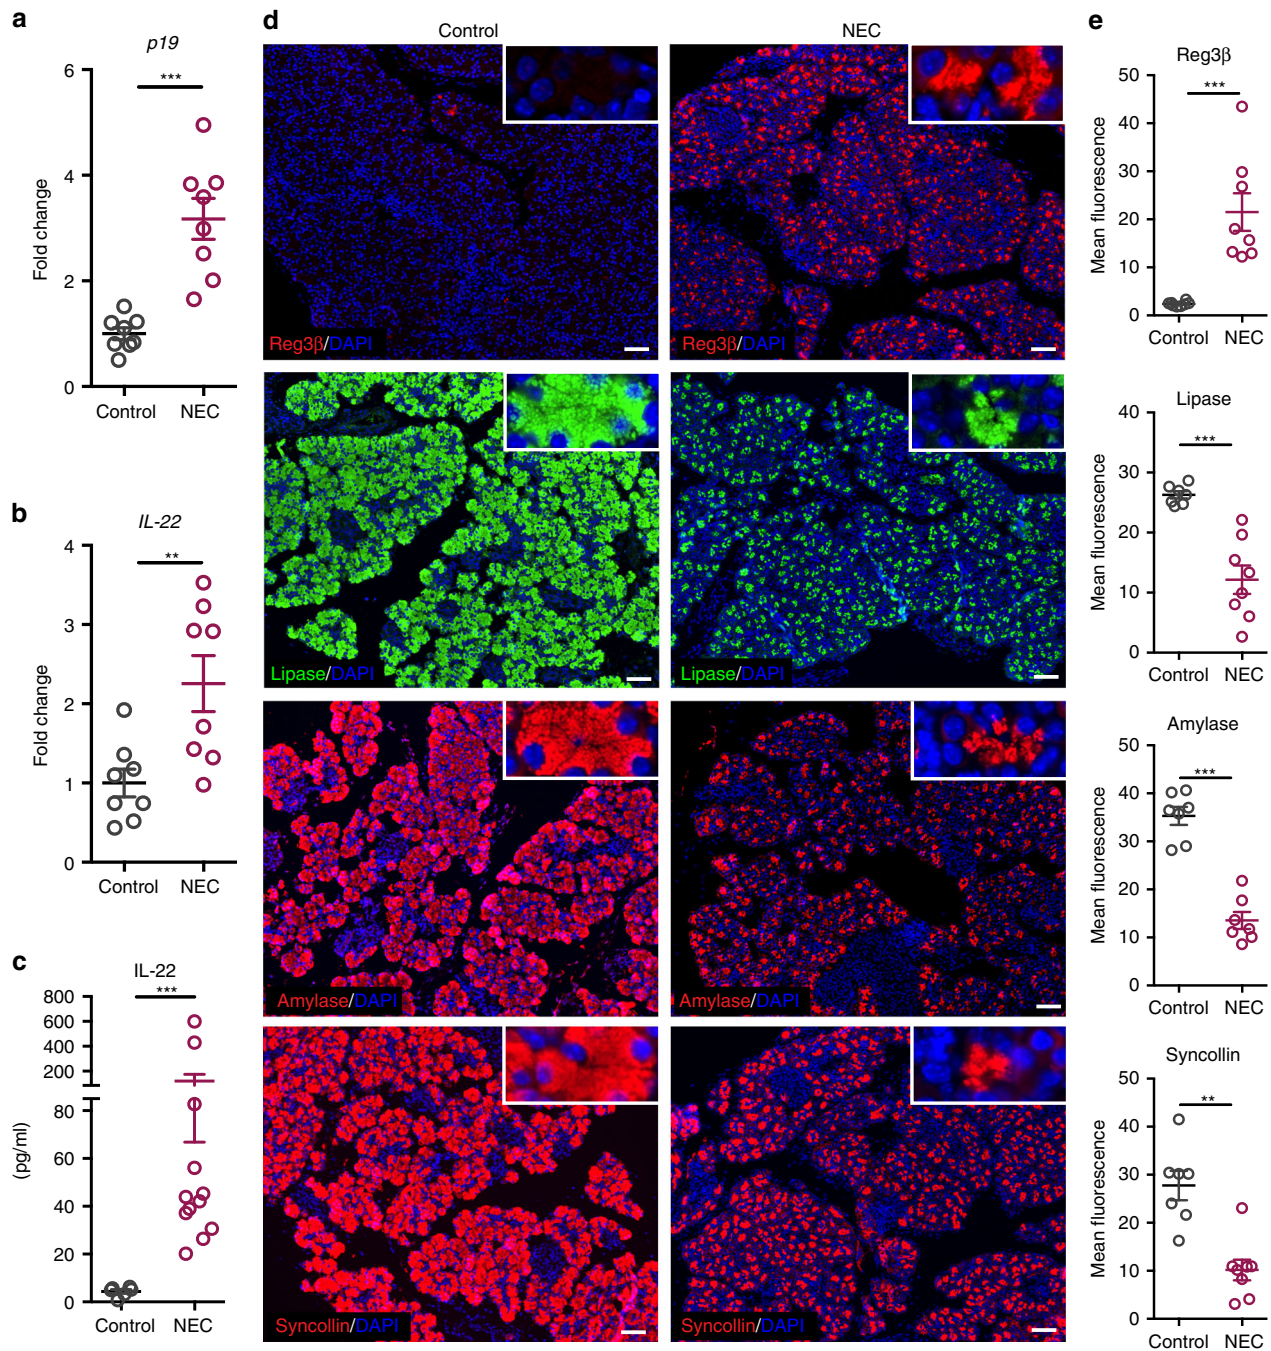 a
p19
***
Fold change
6
4
2
0
Control
NEC
b
IL-22
**
Fold change
4
3
2
1
0
Control
NEC
c
IL-22
***
(pg/ml)
800
600
400
200
80
60
40
20
0
Control
NEC
d
Control
NEC
Reg3β/DAPI
Reg3β/DAPI
Lipase/DAPI
Lipase/DAPI
Amylase/DAPI
Amylase/DAPI
Syncollin/DAPI
Syncollin/DAPI
e
Reg3β
***
Mean fluorescence
50
40
30
20
10
0
Control
NEC
Lipase
***
Mean fluorescence
40
30
20
10
0
Control
NEC
Amylase
***
Mean fluorescence
50
40
30
20
10
0
Control
NEC
Syncollin
**
Mean fluorescence
50
40
30
20
10
0
Control
NEC